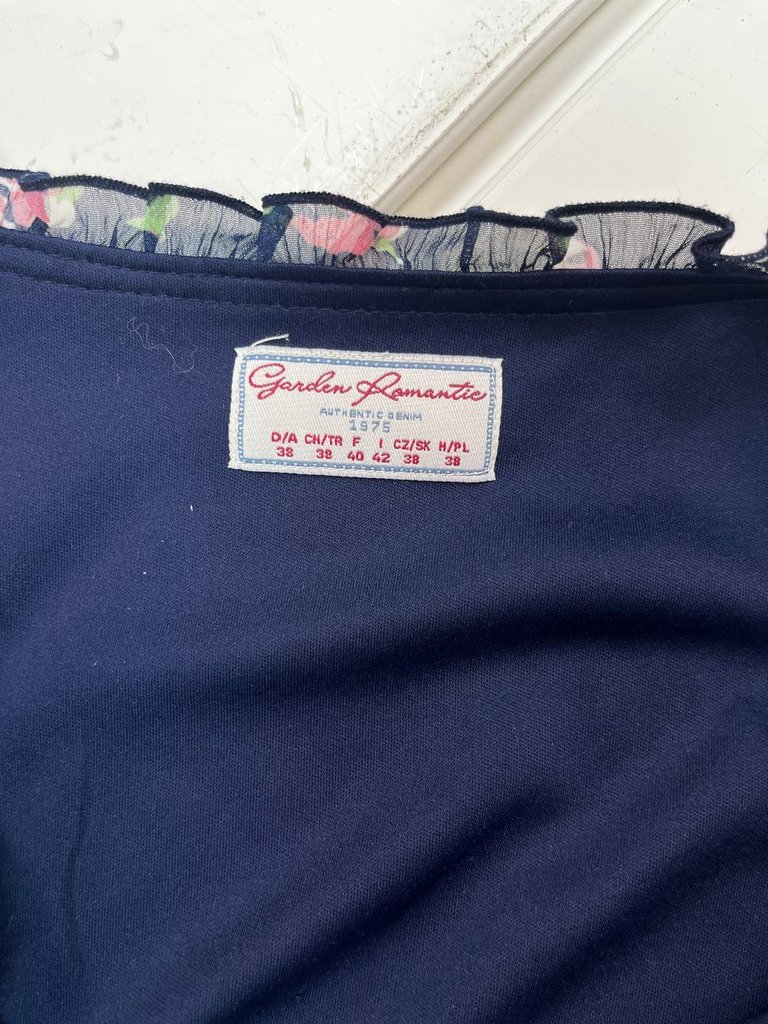 Garden Romantic
AUTHENTIC DENIM
1975
D/A CH/TR F I CZ/SK H/PL
38 38 40 42 38 38